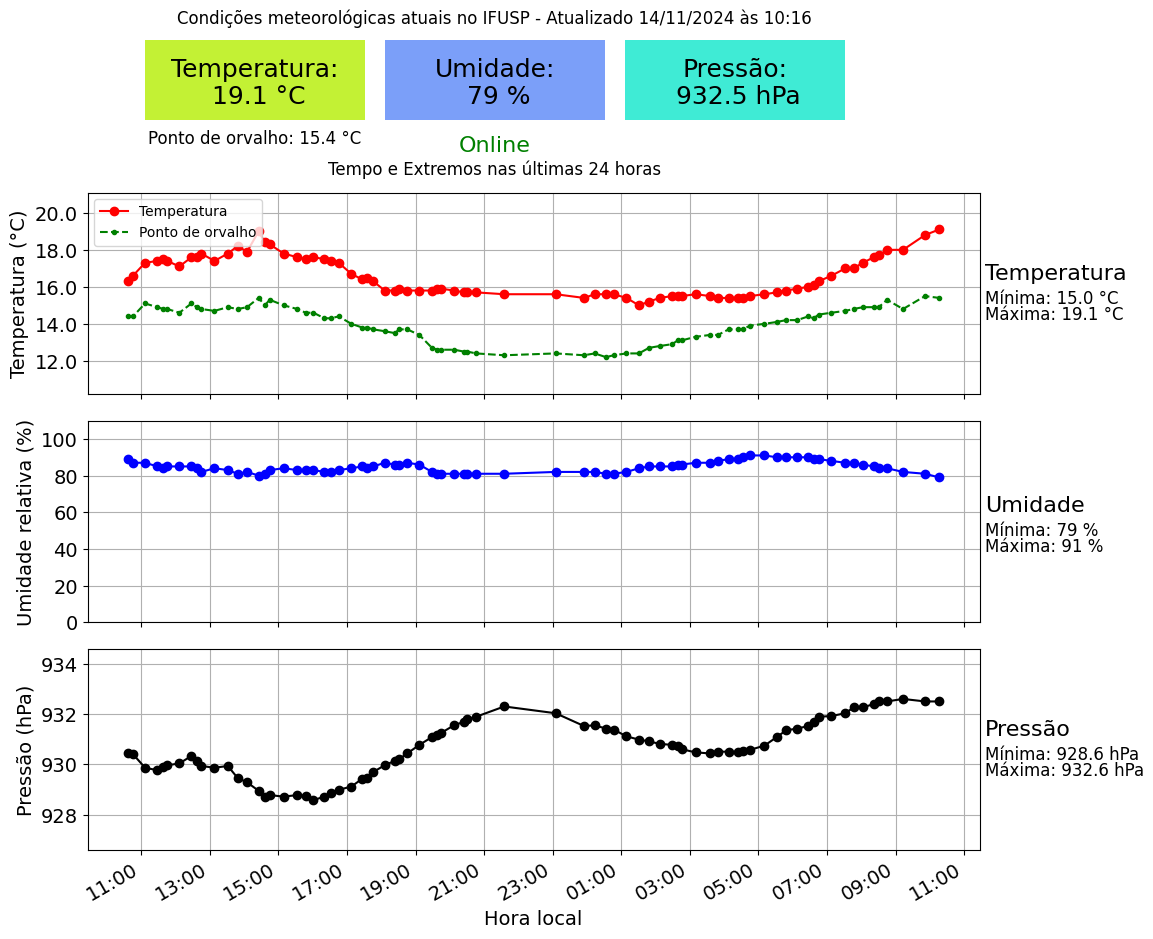 Condições meteorológicas atuais no IFUSP - Atualizado 14/11/2024 às 10:16
Temperatura:
19.1 °C
Umidade:
79 %
Pressão:
932.5 hPa
Ponto de orvalho: 15.4 °C
Online
Tempo e Extremos nas últimas 24 horas
Temperatura (°C)
20.0
18.0
16.0
14.0
12.0
Temperatura
Ponto de orvalho
Temperatura
Mínima: 15.0 °C
Máxima: 19.1 °C
Umidade relativa (%)
100
80
60
40
20
0
Umidade
Mínima: 79 %
Máxima: 91 %
Pressão (hPa)
934
932
930
928
Pressão
Mínima: 928.6 hPa
Máxima: 932.6 hPa
11:00 13:00 15:00 17:00 19:00 21:00 23:00 01:00 03:00 05:00 07:00 09:00 11:00
Hora local